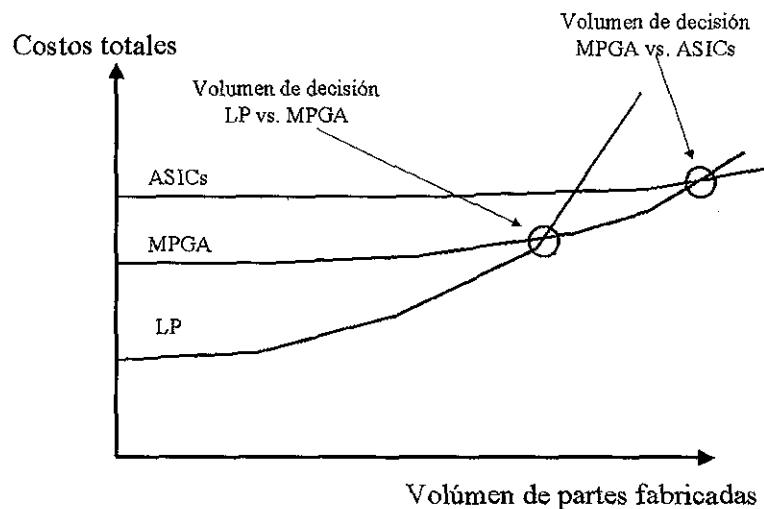 Costos totales
Volumen de decisión
MPGA vs. ASICs
Volumen de decisión
LP vs. MPGA
ASICs
MPGA
LP
Volúmen de partes fabricadas